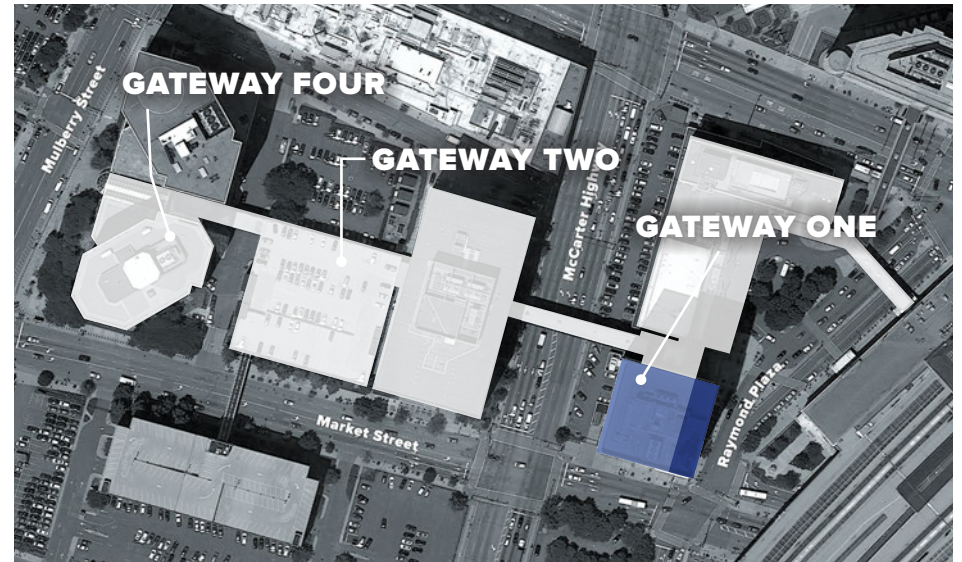 GATEWAY FOUR
Mulberry Street
GATEWAY TWO
McCarter High
GATEWAY ONE
Raymond Plaza
Market Street